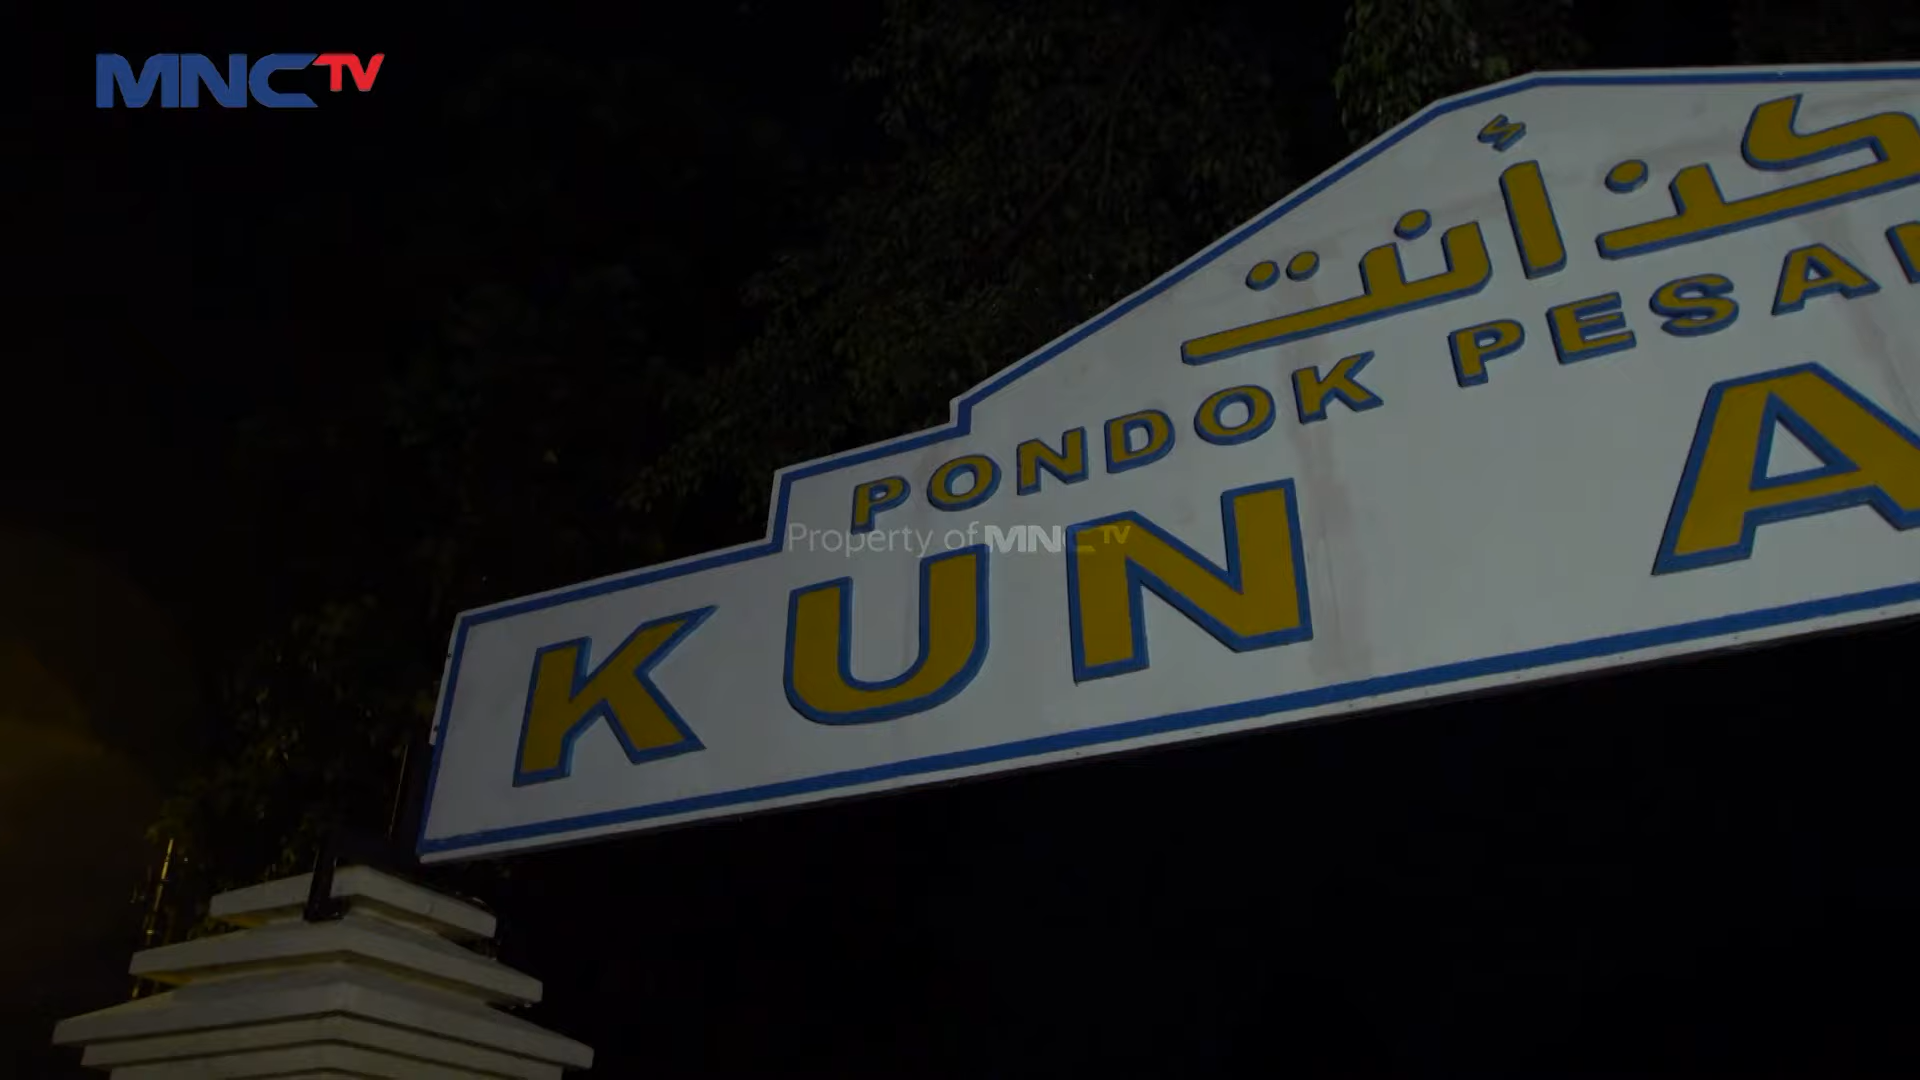 MNCTV
كن أنت
PONDOK PESA
KUN A
Property of MNCTV